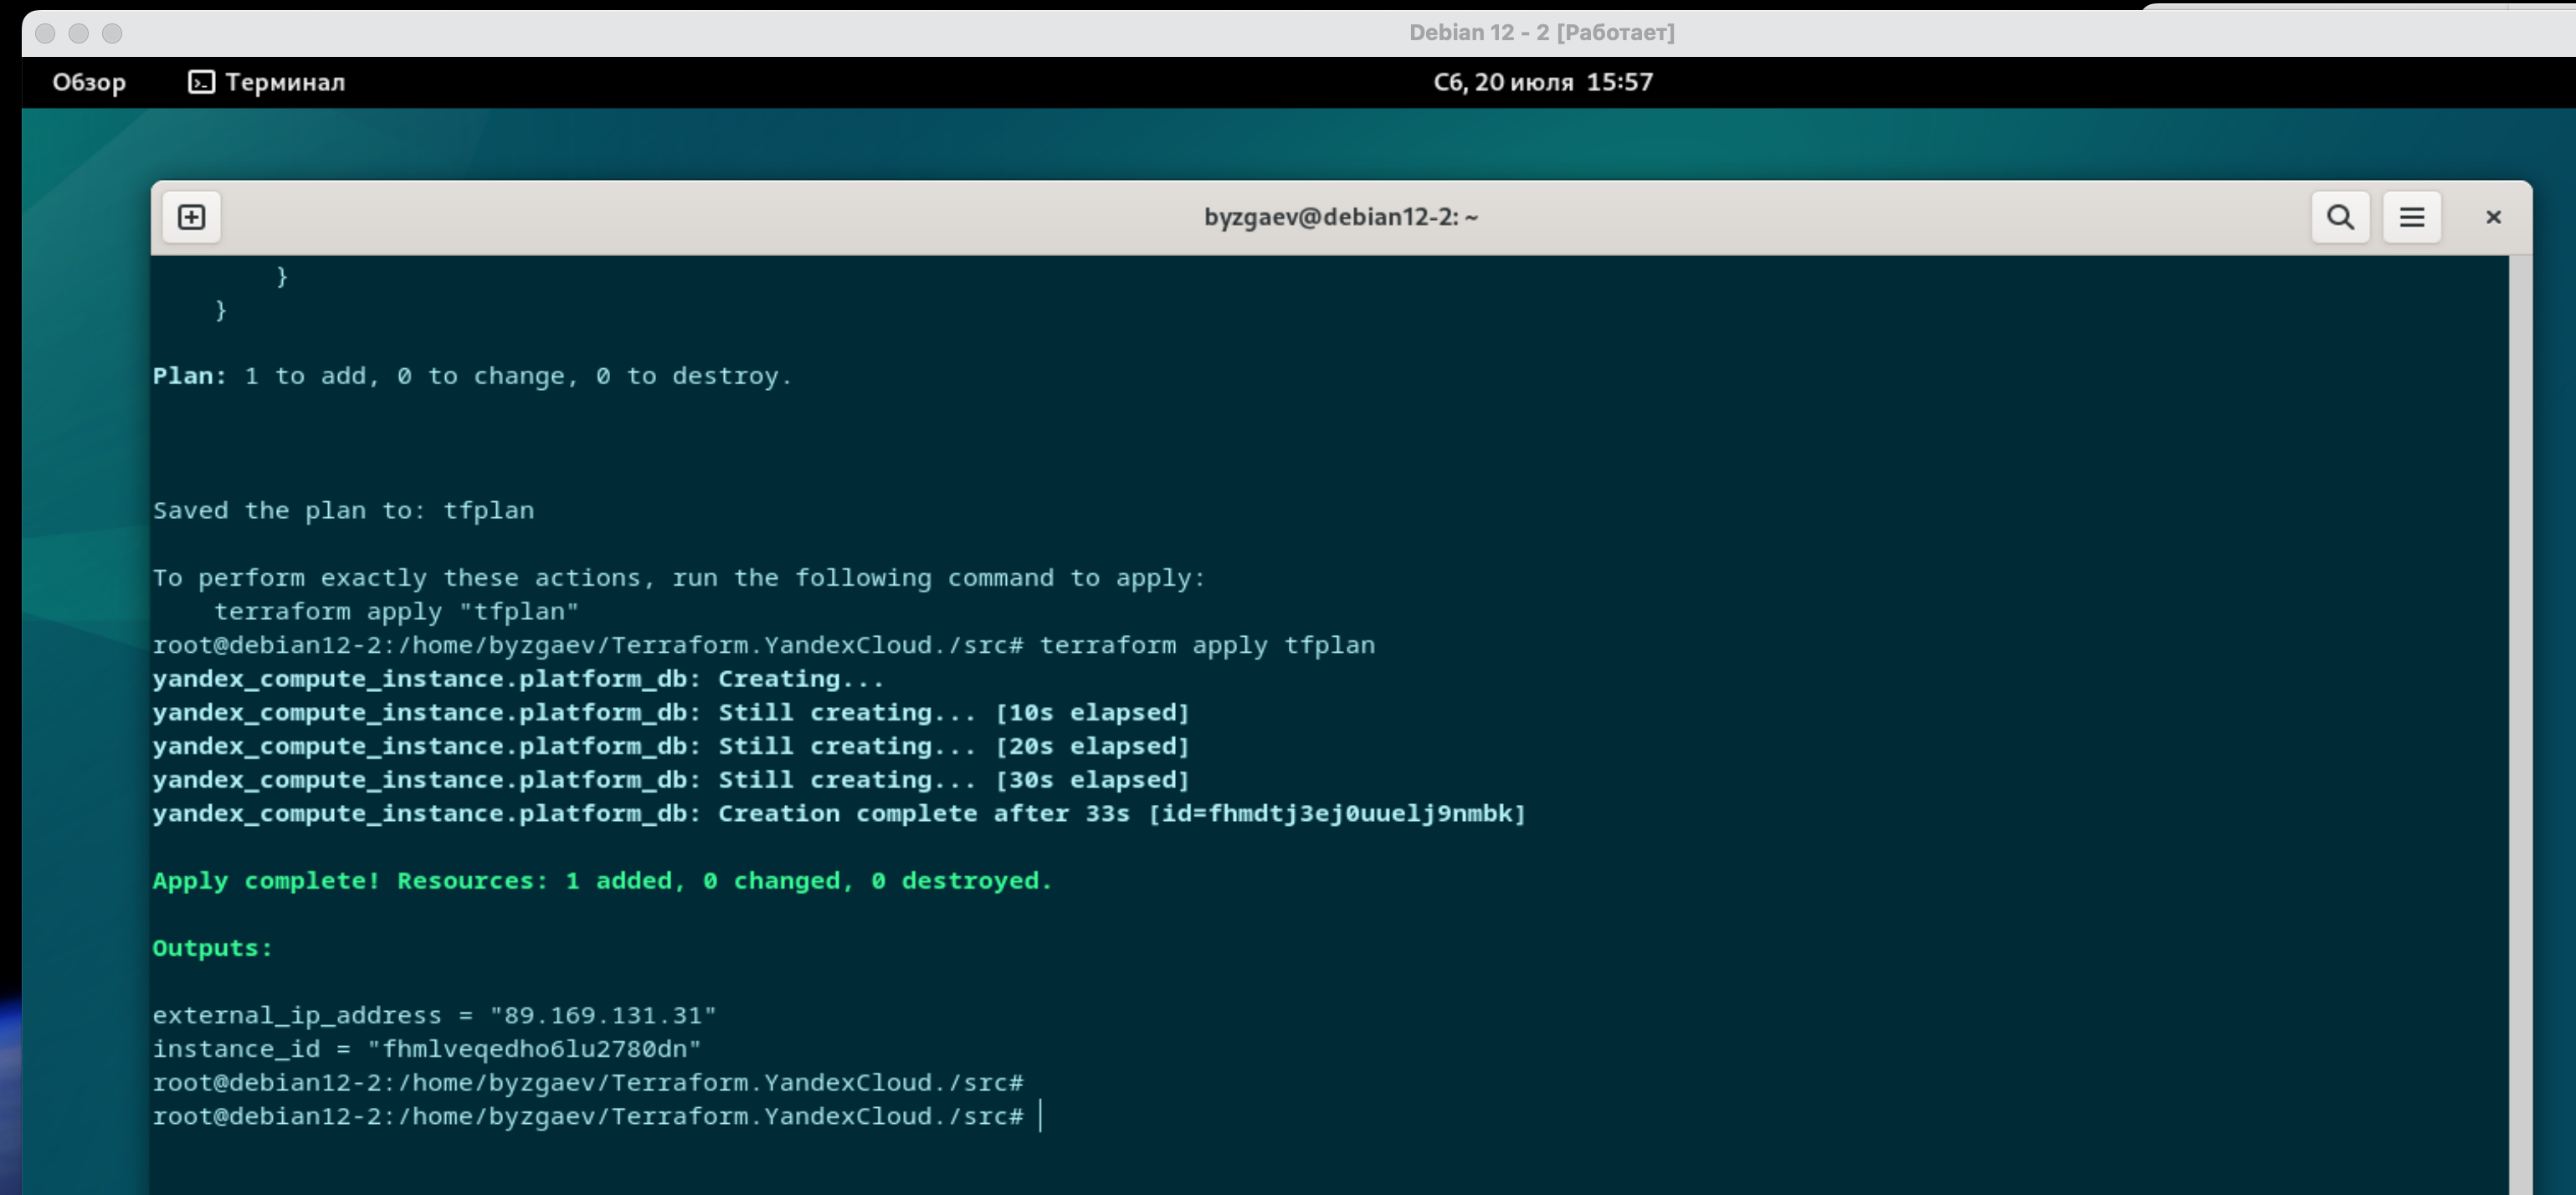 Debian 12 - 2 [Работает]
Обзор Терминал Сб, 20 июля 15:57
byzgaev@debian12-2: ~
}
}
Plan: 1 to add, 0 to change, 0 to destroy.
Saved the plan to: tfplan
To perform exactly these actions, run the following command to apply:
terraform apply "tfplan"
root@debian12-2:/home/byzgaev/Terraform.YandexCloud./src# terraform apply tfplan
yandex_compute_instance.platform_db: Creating...
yandex_compute_instance.platform_db: Still creating... [10s elapsed]
yandex_compute_instance.platform_db: Still creating... [20s elapsed]
yandex_compute_instance.platform_db: Still creating... [30s elapsed]
yandex_compute_instance.platform_db: Creation complete after 33s [id=fhmdtj3ej0uuelj9nmbk]
Apply complete! Resources: 1 added, 0 changed, 0 destroyed.
Outputs:
external_ip_address = "89.169.131.31"
instance_id = "fhmlveqedho6lu2780dn"
root@debian12-2:/home/byzgaev/Terraform.YandexCloud./src#
root@debian12-2:/home/byzgaev/Terraform.YandexCloud./src#